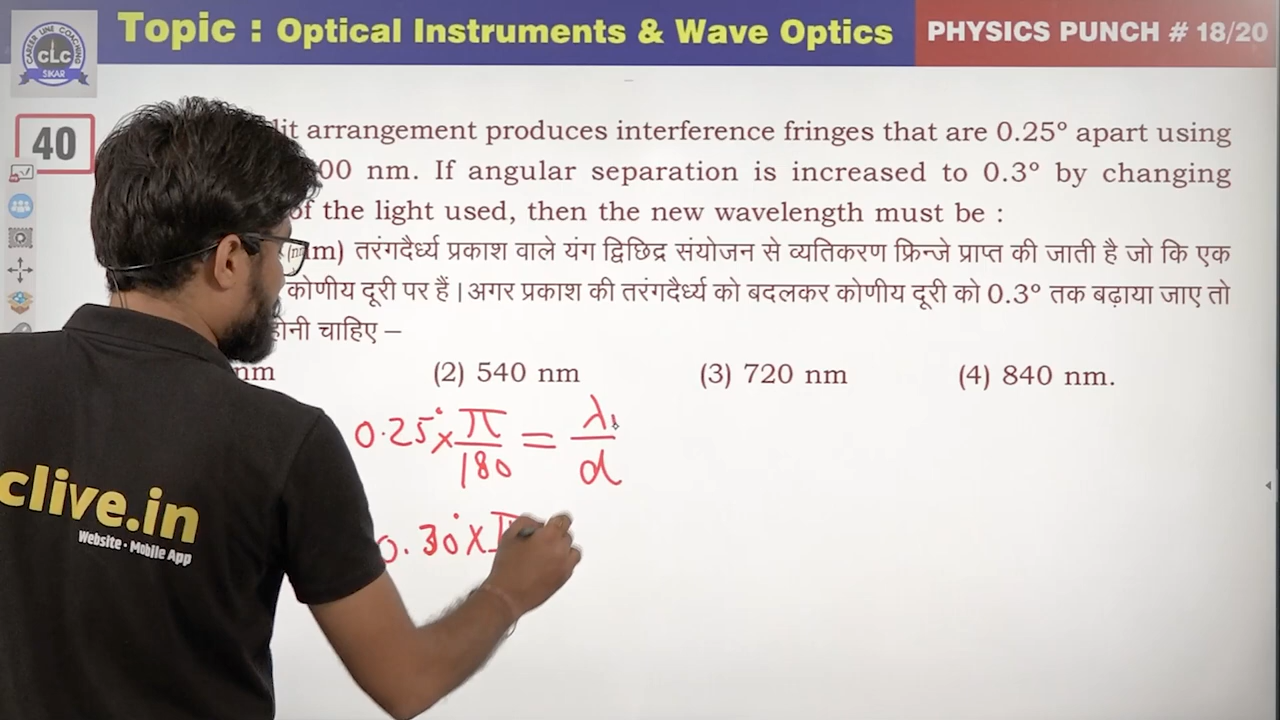 Topic : Optical Instruments & Wave Optics
PHYSICS PUNCH # 18/20
CAREER LINE COACHING
CLC
SIKAR
40
lit arrangement produces interference fringes that are 0.25° apart using
00 nm. If angular separation is increased to 0.3° by changing
of the light used, then the new wavelength must be :
तरंगदैर्ध्य प्रकाश वाले यंग द्विछिद्र संयोजन से व्यतिकरण फ्रिन्जे प्राप्त की जाती है जो कि एक
कोणीय दूरी पर हैं। अगर प्रकाश की तरंगदैर्ध्य को बदलकर कोणीय दूरी को 0.3° तक बढ़ाया जाए तो
होनी चाहिए –
nm (2) 540 nm (3) 720 nm (4) 840 nm.
0.25° × π/180 = λ₁/d
0.30° × π
clive.in
Website • Mobile App